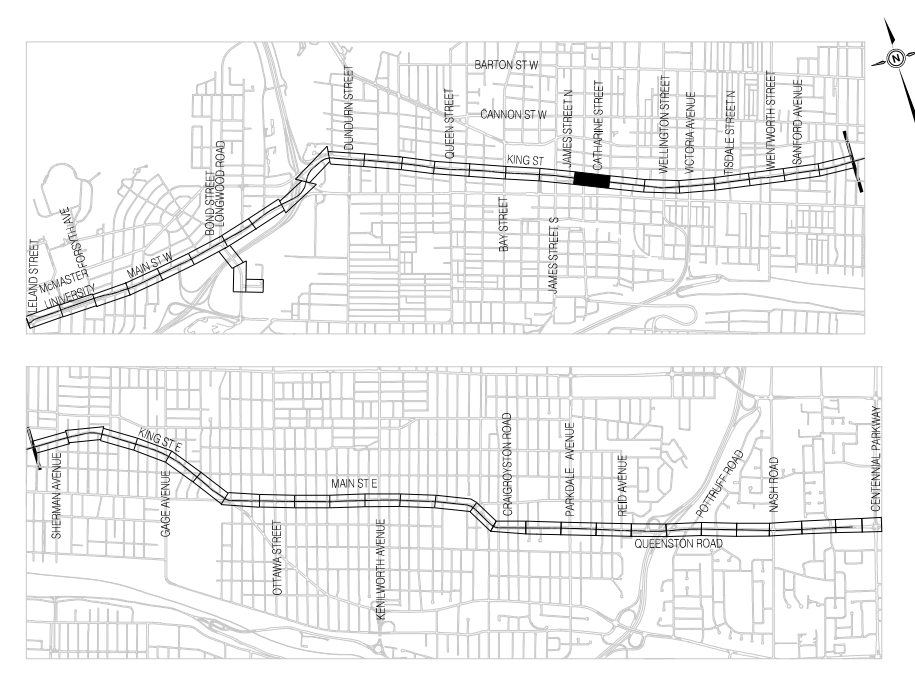 N
BARTON ST W
DUNDURN STREET
QUEEN STREET
CANNON ST W
JAMES STREET N
CATHARINE STREET
WELLINGTON STREET
VICTORIA AVENUE
TISDALE STREET N
WENTWORTH STREET
SANFORD AVENUE
KING ST
BOND STREET
LONGWOOD ROAD
BAY STREET
JAMES STREET S
LELAND STREET
FORSYTH AVE
McMASTER
UNIVERSITY
MAIN ST W
KING ST E
SHERMAN AVENUE
GAGE AVENUE
MAIN ST E
OTTAWA STREET
KENILWORTH AVENUE
CRAIGROYSTON ROAD
PARKDALE AVENUE
REID AVENUE
POTTRUFF ROAD
NASH ROAD
CENTENNIAL PARKWAY
QUEENSTON ROAD